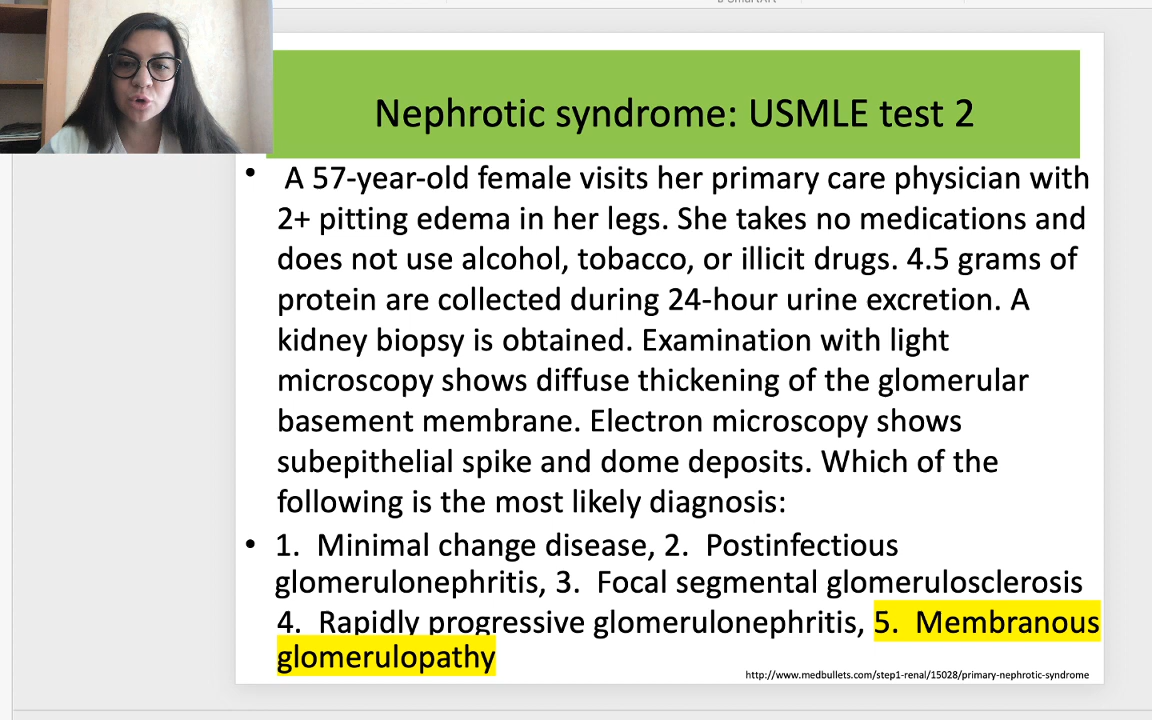 Nephrotic syndrome: USMLE test 2
• A 57-year-old female visits her primary care physician with
2+ pitting edema in her legs. She takes no medications and
does not use alcohol, tobacco, or illicit drugs. 4.5 grams of
protein are collected during 24-hour urine excretion. A
kidney biopsy is obtained. Examination with light
microscopy shows diffuse thickening of the glomerular
basement membrane. Electron microscopy shows
subepithelial spike and dome deposits. Which of the
following is the most likely diagnosis:
• 1. Minimal change disease, 2. Postinfectious
glomerulonephritis, 3. Focal segmental glomerulosclerosis
4. Rapidly progressive glomerulonephritis, 5. Membranous
glomerulopathy
http://www.medbullets.com/step1-renal/15028/primary-nephrotic-syndrome